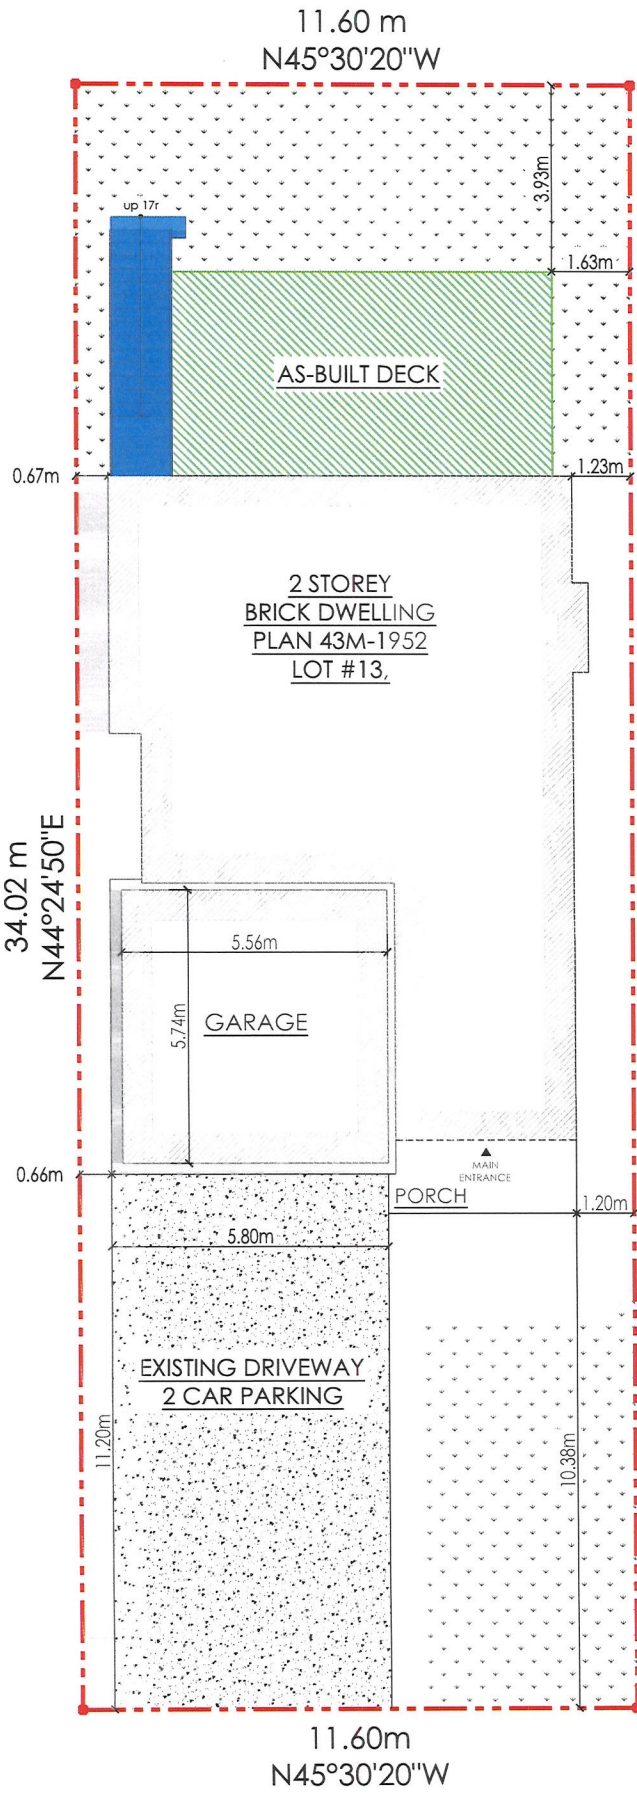 11.60 m
N45°30'20"W
3.93m
up 17r
1.63m
AS-BUILT DECK
0.67m
1.23m
2 STOREY
BRICK DWELLING
PLAN 43M-1952
LOT #13,
34.02 m
N44°24'50"E
5.56m
5.74m
GARAGE
MAIN
ENTRANCE
0.66m
PORCH
1.20m
5.80m
EXISTING DRIVEWAY
2 CAR PARKING
11.20m
10.38m
11.60m
N45°30'20"W